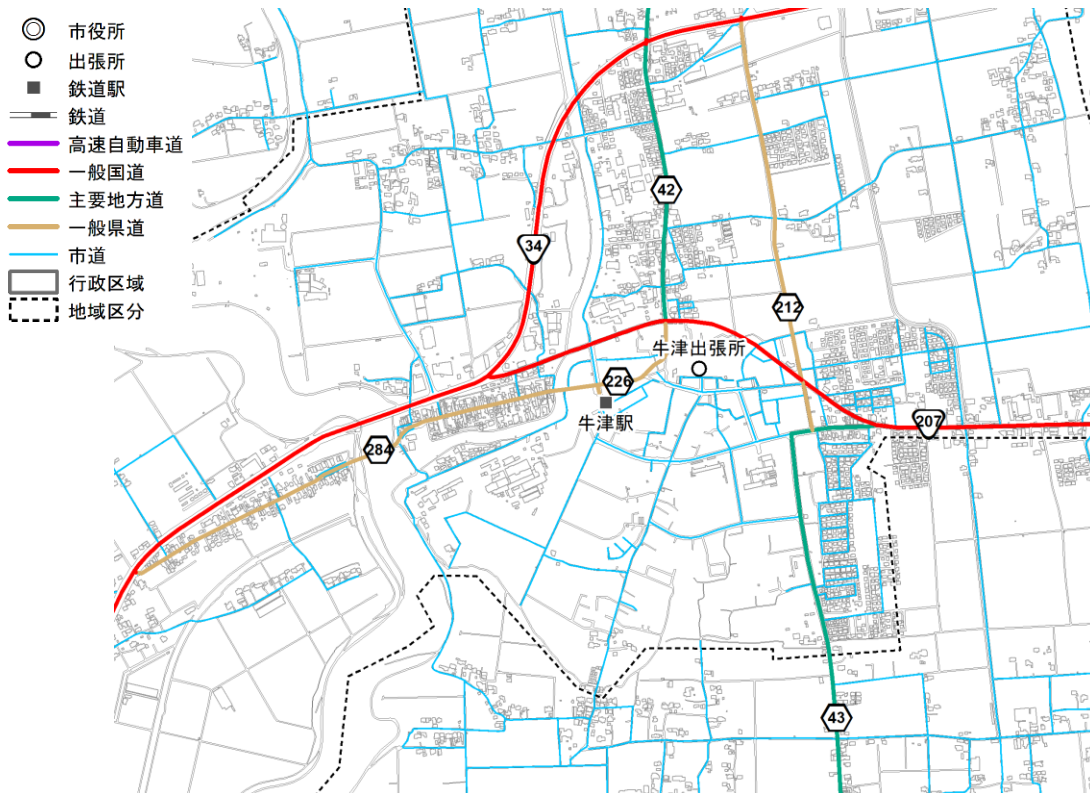 市役所
出張所
鉄道駅
鉄道
高速自動車道
一般国道
主要地方道
一般県道
市道
行政区域
地域区分
42
34
212
牛津出張所
226
牛津駅
207
284
43